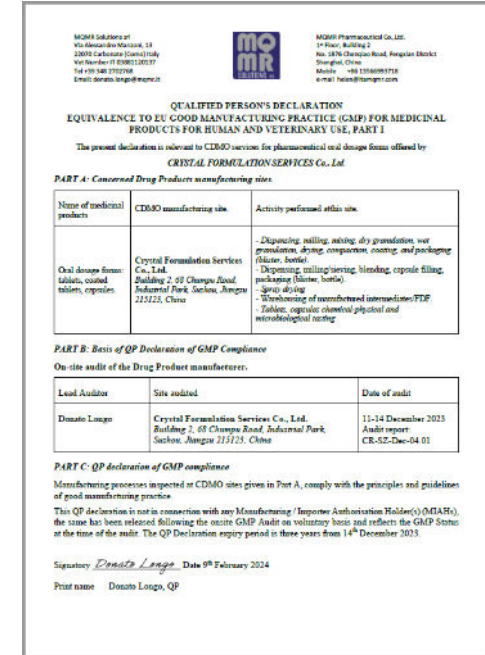 MQMR Solutions srl
Via Alessandro Manzoni, 13
22070 Carbonate (Como) Italy
Vat Number IT 03881120137
Tel +39 348 2702768
Email: donato.longo@mqmr.it
MQMR
SOLUTIONS srl
MQMR Pharmaceutical Co., Ltd.
1st Floor, Building 2
No. 1876 Chenqiao Road, Fengxian District
Shanghai, China
Mobile +86 13566993718
e-mail helen@itamqmr.com
QUALIFIED PERSON'S DECLARATION
EQUIVALENCE TO EU GOOD MANUFACTURING PRACTICE (GMP) FOR MEDICINAL
PRODUCTS FOR HUMAN AND VETERINARY USE, PART I
The present declaration is relevant to CDMO services for pharmaceutical oral dosage forms offered by
CRYSTAL FORMULATION SERVICES Co., Ltd.
PART A: Concerned Drug Products manufacturing sites.
Name of medicinal
products
CDMO manufacturing site.
Activity performed at this site.
Oral dosage forms:
tablets, coated
tablets, capsules.
Crystal Formulation Services
Co., Ltd.
Building 2, 68 Chunpu Road,
Industrial Park, Suzhou, Jiangsu
215123, China
- Dispensing, milling, mixing, dry granulation, wet
granulation, drying, compaction, coating, and packaging
(blister, bottle).
- Dispensing, milling/sieving, blending, capsule filling,
packaging (blister, bottle).
- Spray drying
- Warehousing of manufactured intermediates/FDF.
- Tablets, capsules chemical-physical and
microbiological testing
PART B: Basis of QP Declaration of GMP Compliance
On-site audit of the Drug Product manufacturer.
Lead Auditor
Site audited
Date of audit
Donato Longo
Crystal Formulation Services Co., Ltd.
Building 2, 68 Chunpu Road, Industrial Park,
Suzhou, Jiangsu 215123, China
11-14 December 2023
Audit report:
CR-SZ-Dec-04.01
PART C: QP declaration of GMP compliance
Manufacturing processes inspected at CDMO sites given in Part A, comply with the principles and guidelines
of good manufacturing practice
This QP declaration is not in connection with any Manufacturing / Importer Authorisation Holder(s) (MIAHs),
the same has been released following the onsite GMP Audit on voluntary basis and reflects the GMP Status
at the time of the audit. The QP Declaration expiry period is three years from 14th December 2023.
Signatory Donato Longo Date 9th February 2024
Print name Donato Longo, QP